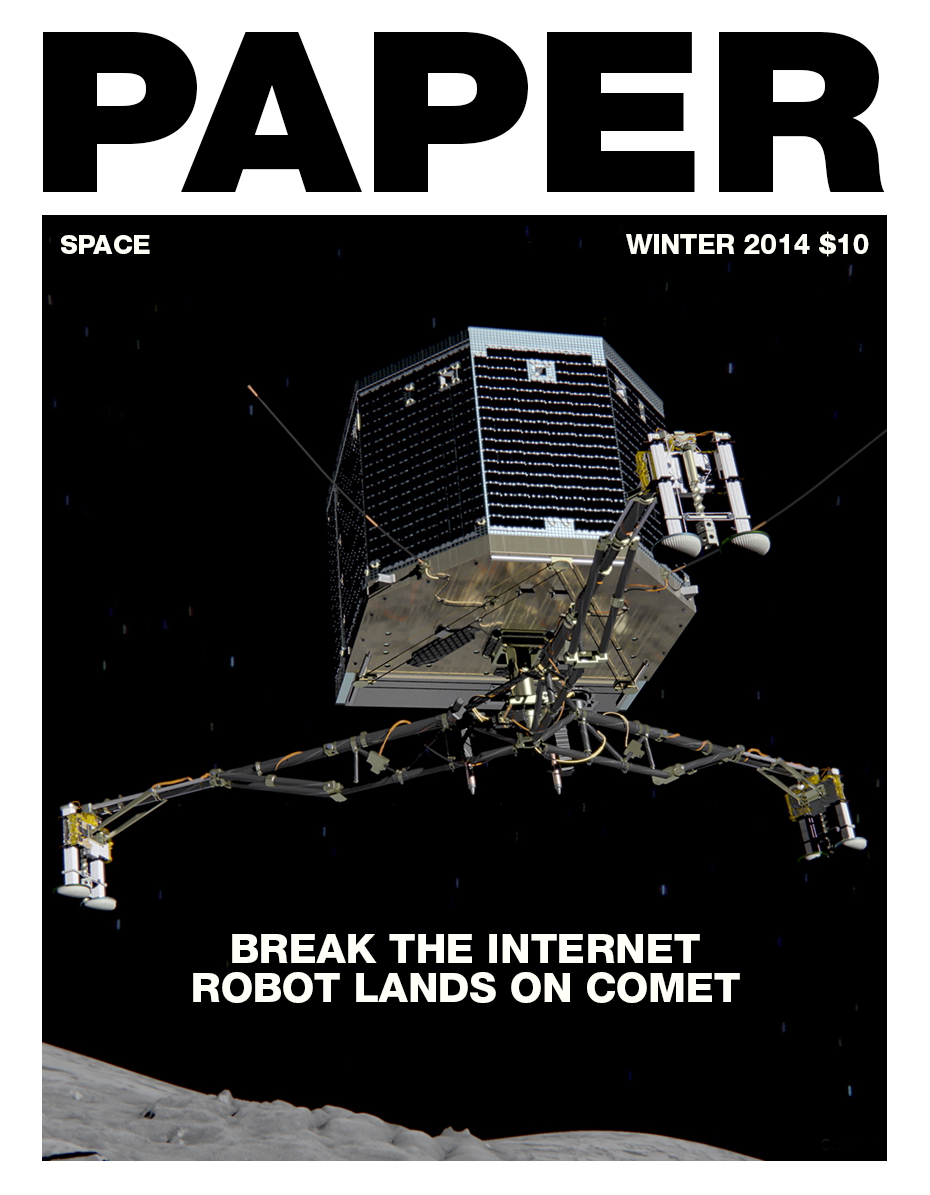 PAPER
SPACE
WINTER 2014 $10
BREAK THE INTERNET
ROBOT LANDS ON COMET